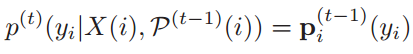 p^{(t)}(y_i|X(i), \mathcal{P}^{(t-1)}(i)) = \mathbf{p}_i^{(t-1)}(y_i)